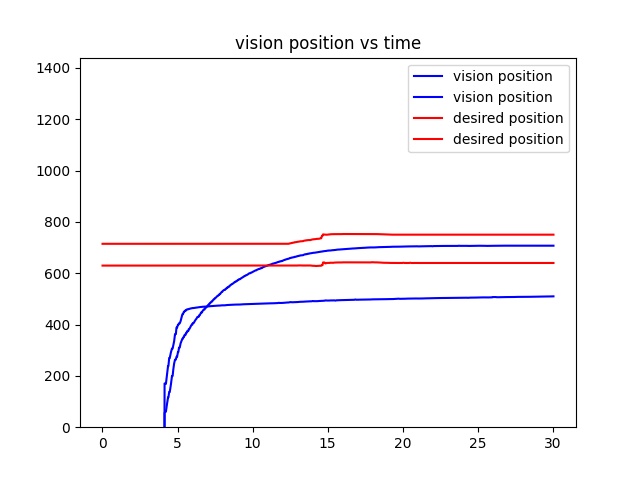 vision position vs time
1400
1200
1000
800
600
400
200
0
vision position
vision position
desired position
desired position
0 5 10 15 20 25 30